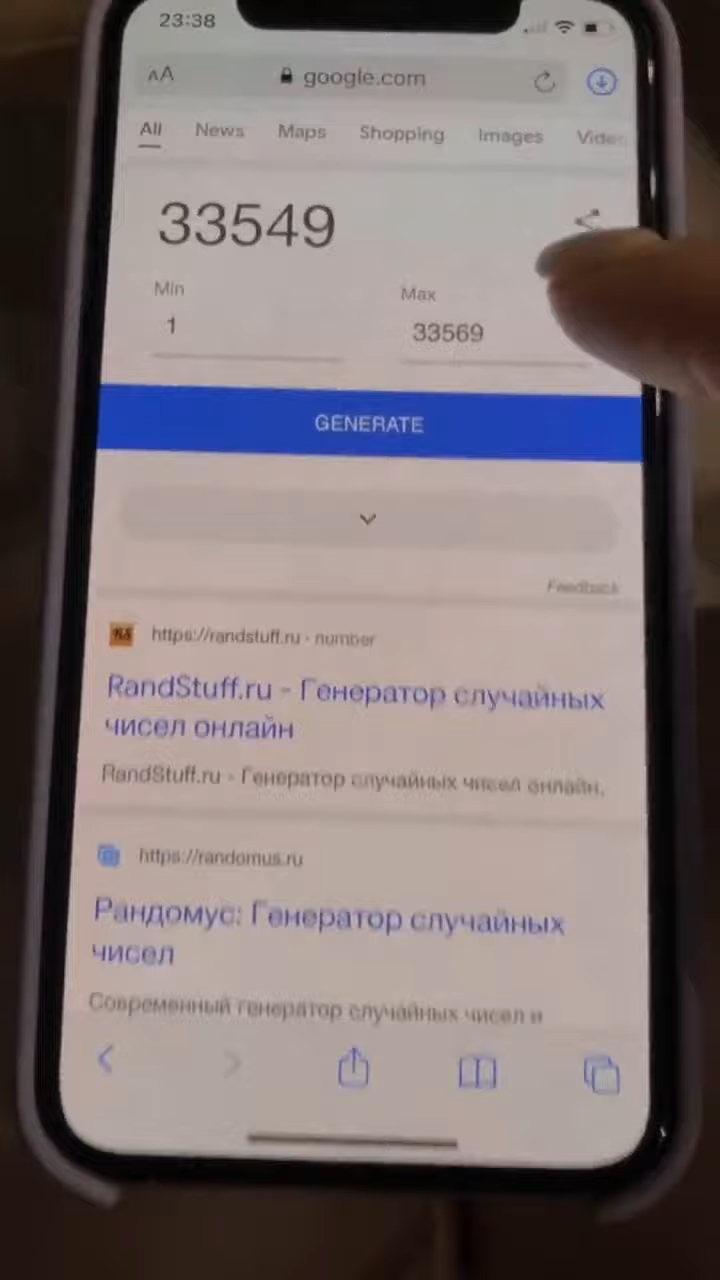 23:38
AA google.com
All News Maps Shopping Images Video
33549
Min Max
1 33569
GENERATE
Feedback
https://randstuff.ru › number
RandStuff.ru - Генератор случайных
чисел онлайн
RandStuff.ru - Генератор случайных чисел онлайн.
https://randomus.ru
Рандомус: Генератор случайных
чисел
Современный генератор случайных чисел и